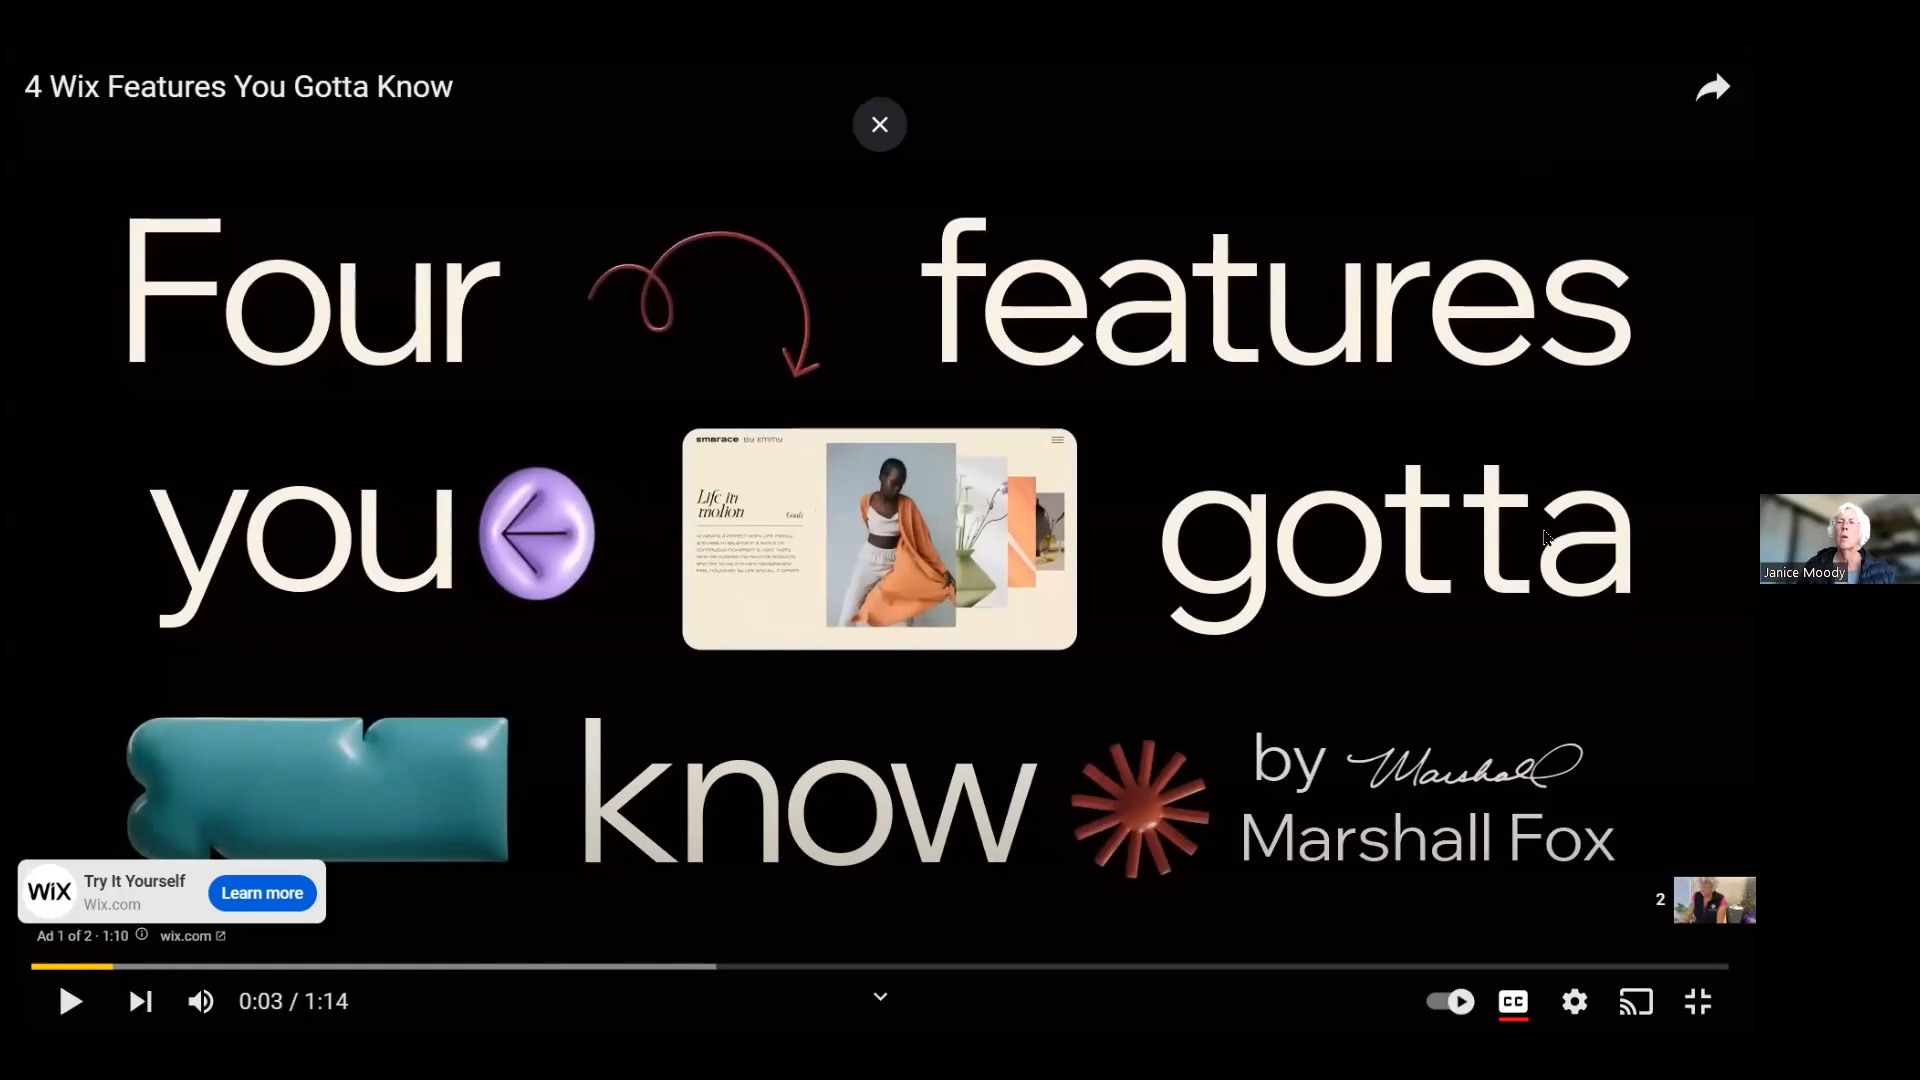 4 Wix Features You Gotta Know
Four features
EMBRACE BY EMMY
Life in
motion
Goals
you gotta
know by Marshall
Marshall Fox
Janice Moody
WiX Try It Yourself
Wix.com
Learn more
2
Ad 1 of 2 · 1:10 wix.com
0:03 / 1:14
CC